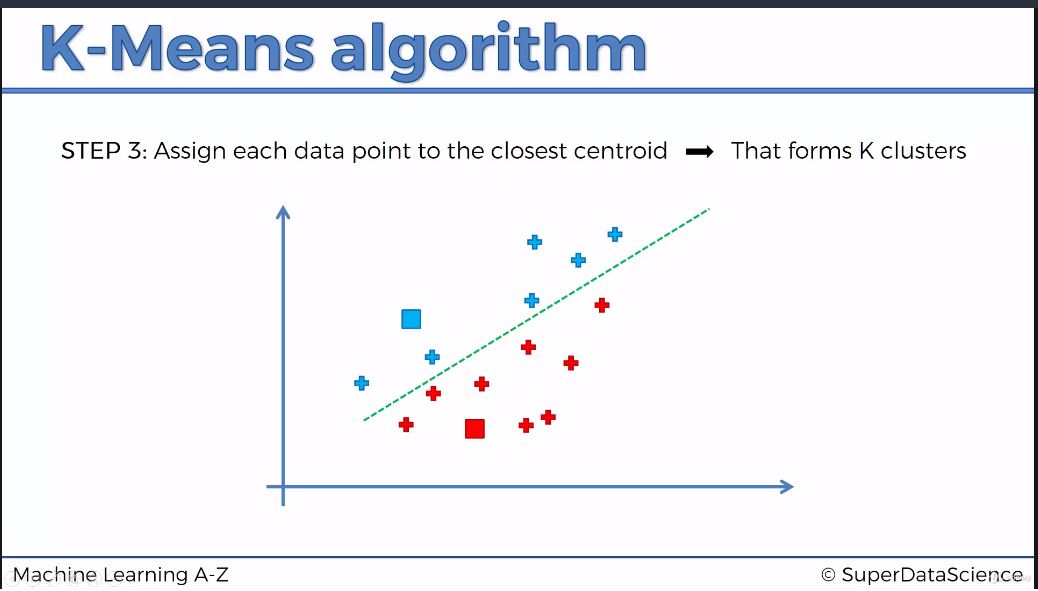 K-Means algorithm
STEP 3: Assign each data point to the closest centroid ➡ That forms K clusters
Machine Learning A-Z
© SuperDataScience